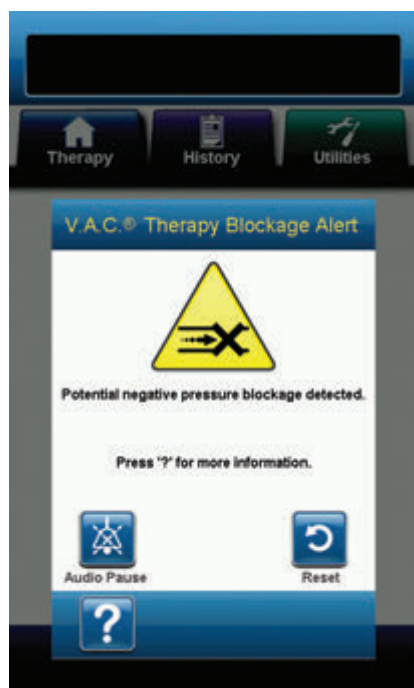 Therapy History Utilities
V.A.C.® Therapy Blockage Alert
Potential negative pressure blockage detected.
Press '?' for more information.
Audio Pause Reset
?